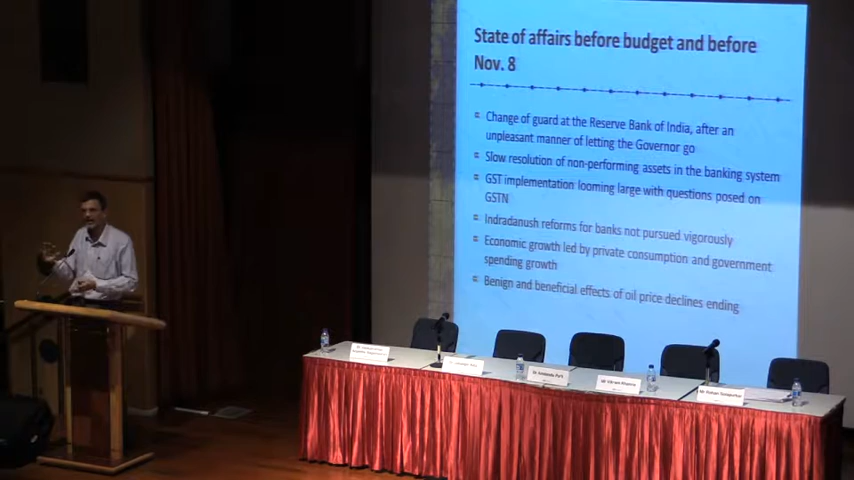 State of affairs before budget and before
Nov. 8
Change of guard at the Reserve Bank of India, after an
unpleasant manner of letting the Governor go
Slow resolution of non-performing assets in the banking system
GST implementation looming large with questions posed on
GSTN
Indradanush reforms for banks not pursued vigorously
Economic growth led by private consumption and government
spending growth
Benign and beneficial effects of oil price declines ending